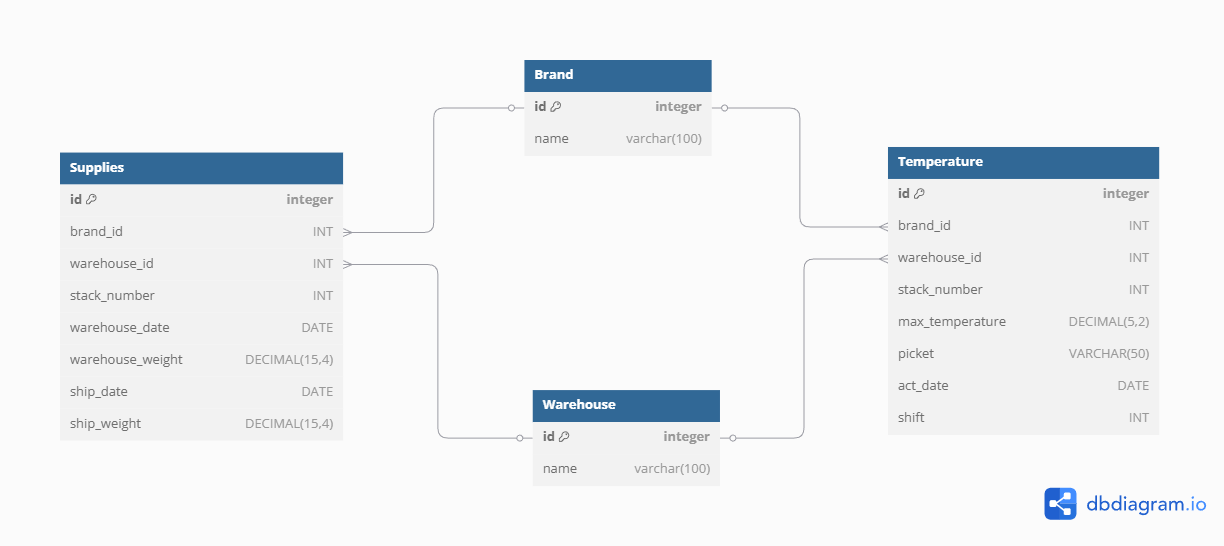 Brand
id integer
name varchar(100)
Supplies
id integer
brand_id INT
warehouse_id INT
stack_number INT
warehouse_date DATE
warehouse_weight DECIMAL(15,4)
ship_date DATE
ship_weight DECIMAL(15,4)
Temperature
id integer
brand_id INT
warehouse_id INT
stack_number INT
max_temperature DECIMAL(5,2)
picket VARCHAR(50)
act_date DATE
shift INT
Warehouse
id integer
name varchar(100)
dbdiagram.io